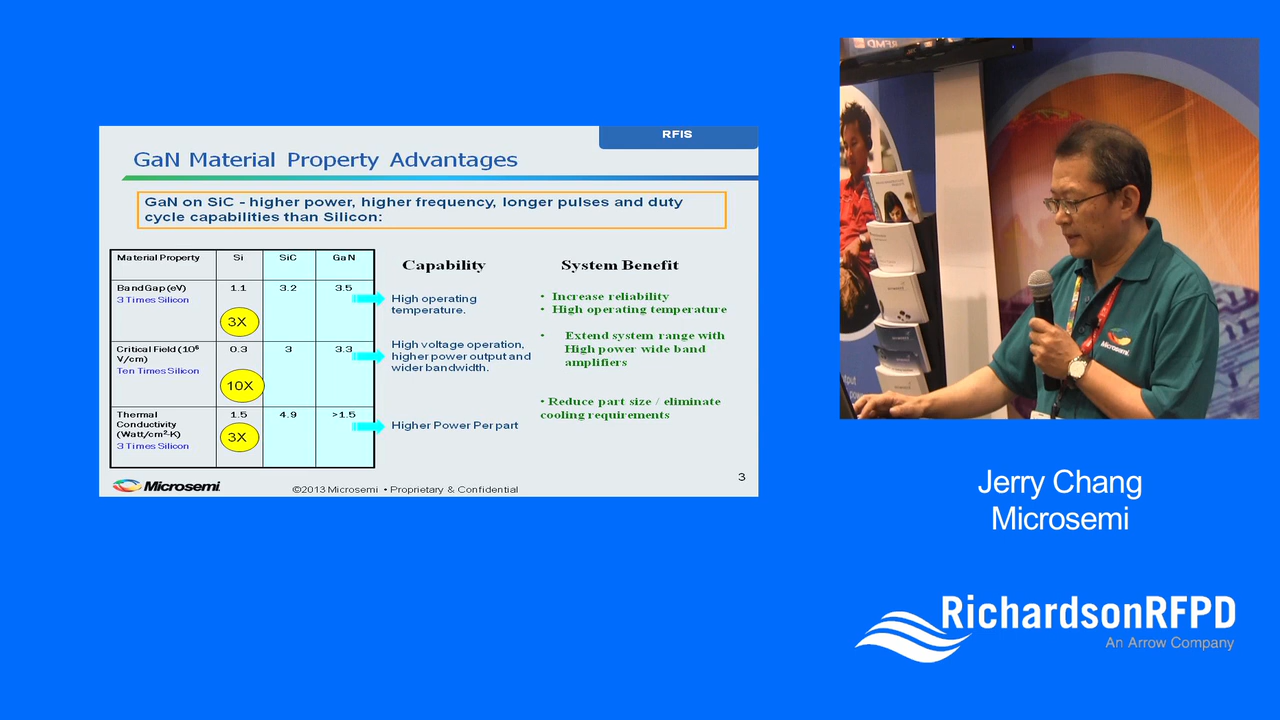 RFIS
GaN Material Property Advantages
GaN on SiC - higher power, higher frequency, longer pulses and duty
cycle capabilities than Silicon:
Material Property Si SiC GaN
Band Gap (eV) 1.1 3.2 3.5
3 Times Silicon
3X
Critical Field (10⁶ 0.3 3 3.3
V/cm)
Ten Times Silicon
10X
Thermal 1.5 4.9 >1.5
Conductivity
(Watt/cm²-K)
3 Times Silicon
3X
Capability
High operating
temperature.
High voltage operation,
higher power output and
wider bandwidth.
Higher Power Per part
System Benefit
• Increase reliability
• High operating temperature
• Extend system range with
High power wide band
amplifiers
• Reduce part size / eliminate
cooling requirements
Microsemi
©2013 Microsemi • Proprietary & Confidential
3
Microsemi
Jerry Chang
Microsemi
RichardsonRFPD
An Arrow Company